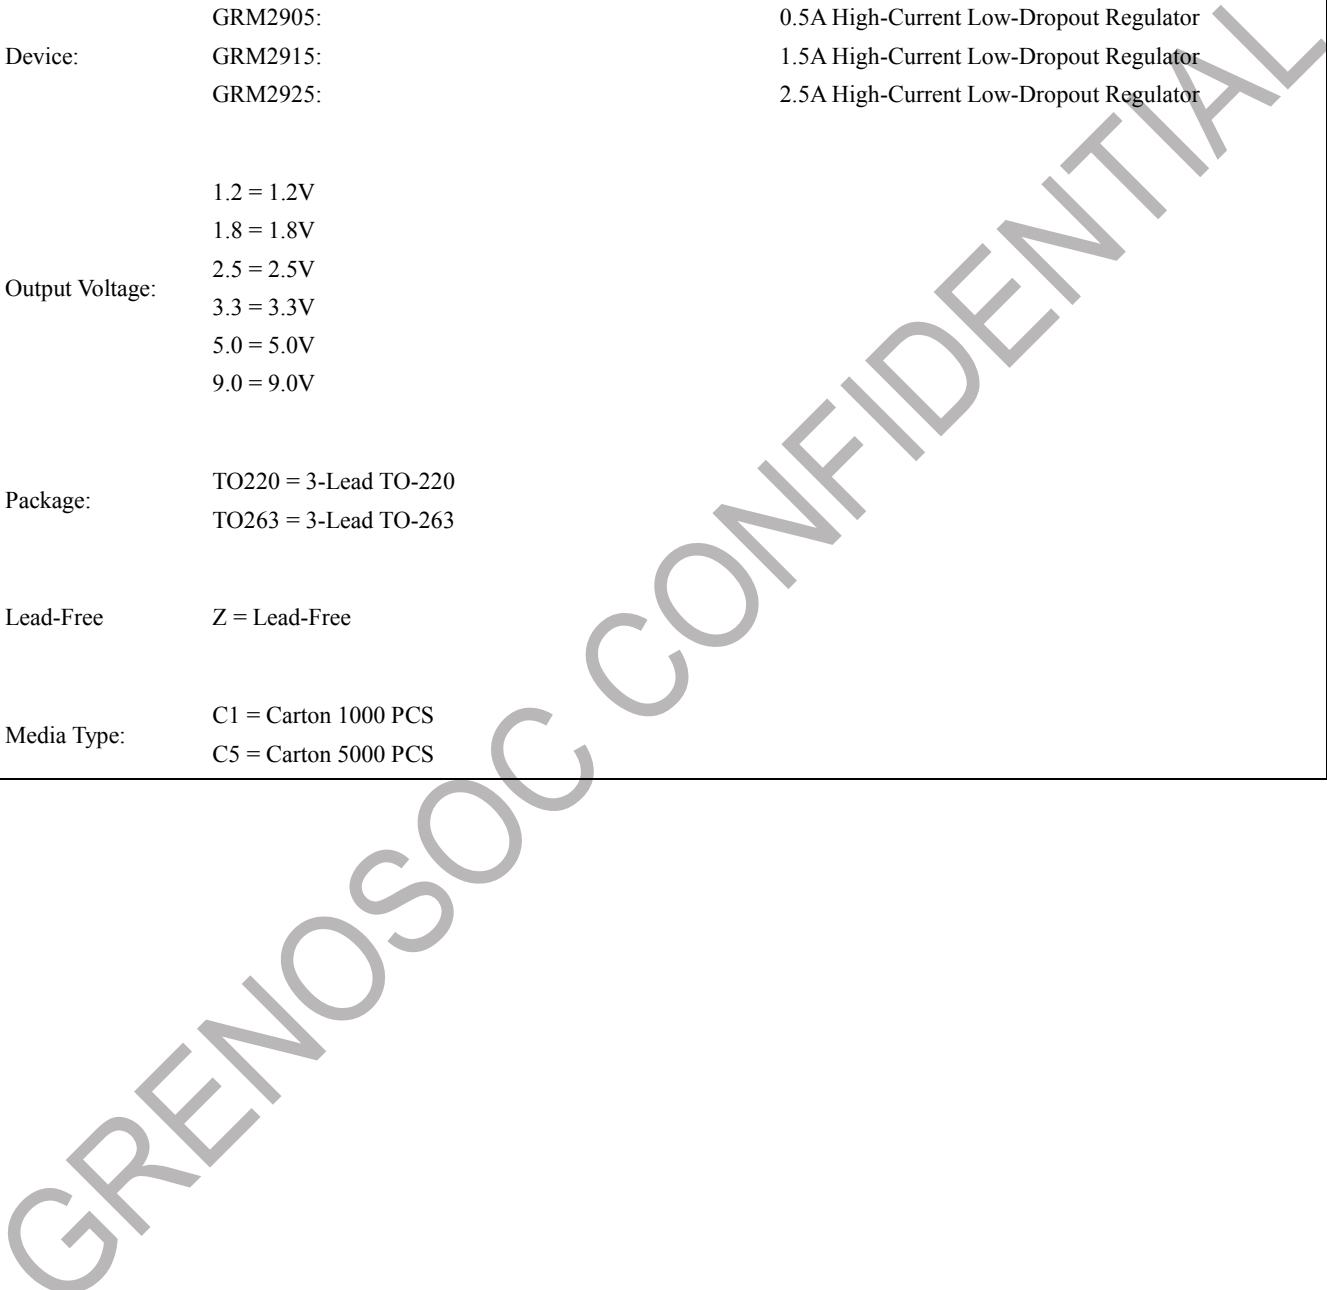 GRM2905: 0.5A High-Current Low-Dropout Regulator
Device: GRM2915: 1.5A High-Current Low-Dropout Regulator
GRM2925: 2.5A High-Current Low-Dropout Regulator
1.2 = 1.2V
1.8 = 1.8V
2.5 = 2.5V
Output Voltage:
3.3 = 3.3V
5.0 = 5.0V
9.0 = 9.0V
TO220 = 3-Lead TO-220
Package:
TO263 = 3-Lead TO-263
Lead-Free Z = Lead-Free
C1 = Carton 1000 PCS
Media Type:
C5 = Carton 5000 PCS
GRENOSOC CONFIDENTIAL